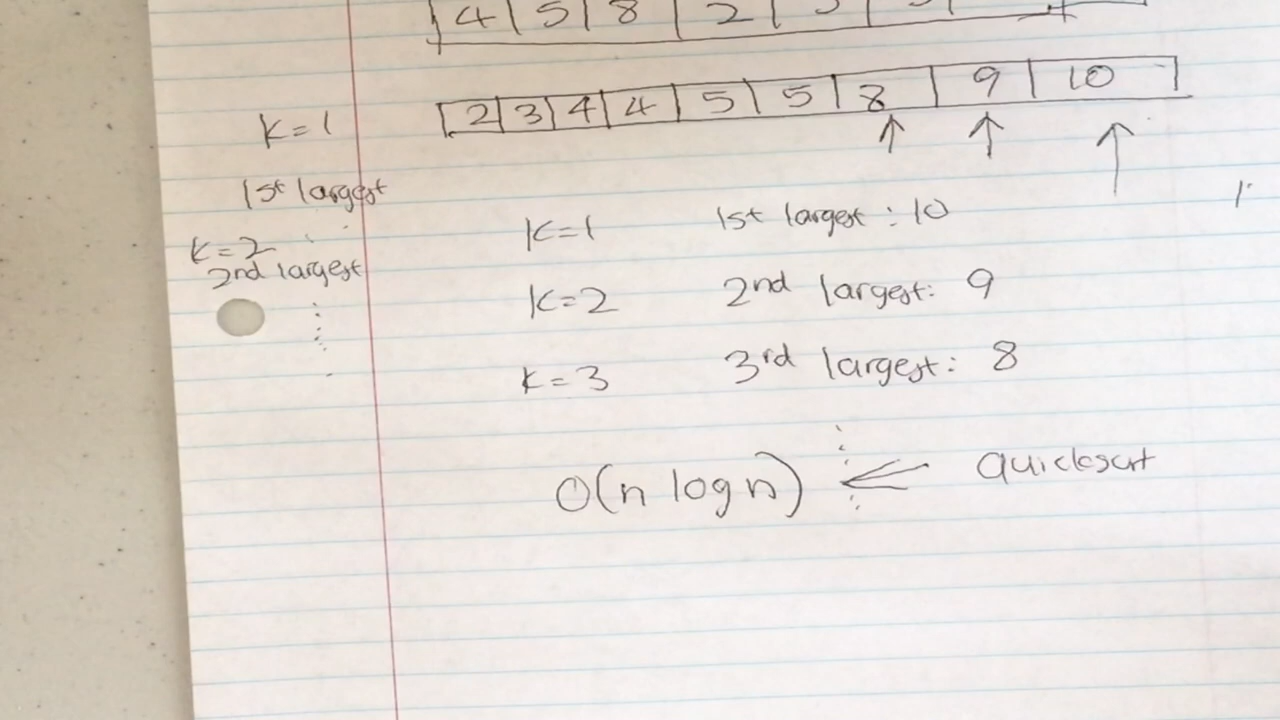 4 5 8 2
2 3 4 4 5 5 8 9 10
K=1
1st largest
K=2
2nd largest
K=1 1st largest: 10
K=2 2nd largest: 9
K=3 3rd largest: 8
O(n log n) Quicksort